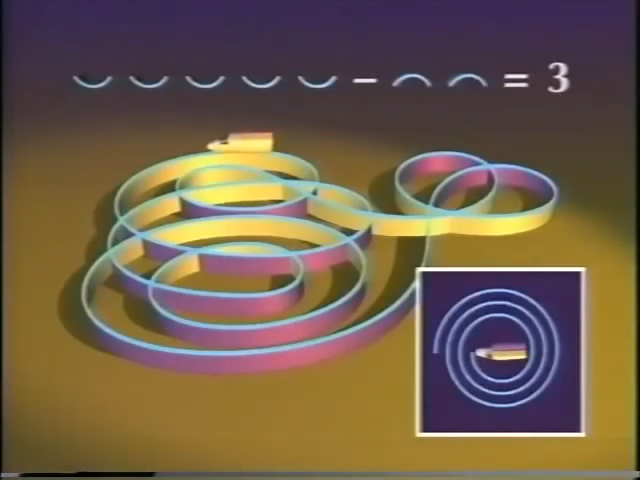 ◡ ◡ ◡ ◡ ◡ − ◠ ◠ = 3